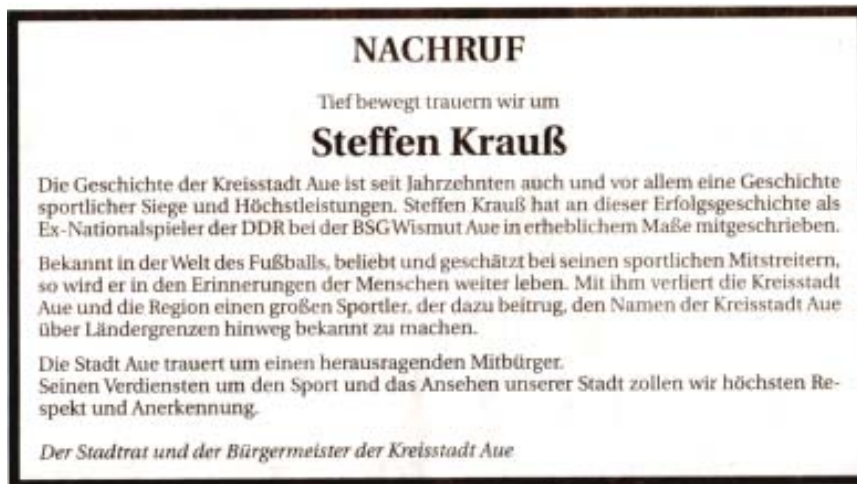 NACHRUF
Tief bewegt trauern wir um
Steffen Krauß
Die Geschichte der Kreisstadt Aue ist seit Jahrzehnten auch und vor allem eine Geschichte
sportlicher Siege und Höchstleistungen. Steffen Krauß hat an dieser Erfolgsgeschichte als
Ex-Nationalspieler der DDR bei der BSG Wismut Aue in erheblichem Maße mitgeschrieben.
Bekannt in der Welt des Fußballs, beliebt und geschätzt bei seinen sportlichen Mitstreitern,
so wird er in den Erinnerungen der Menschen weiter leben. Mit ihm verliert die Kreisstadt
Aue und die Region einen großen Sportler, der dazu beitrug, den Namen der Kreisstadt Aue
über Ländergrenzen hinweg bekannt zu machen.
Die Stadt Aue trauert um einen herausragenden Mitbürger.
Seinen Verdiensten um den Sport und das Ansehen unserer Stadt zollen wir höchsten Re-
spekt und Anerkennung.
Der Stadtrat und der Bürgermeister der Kreisstadt Aue